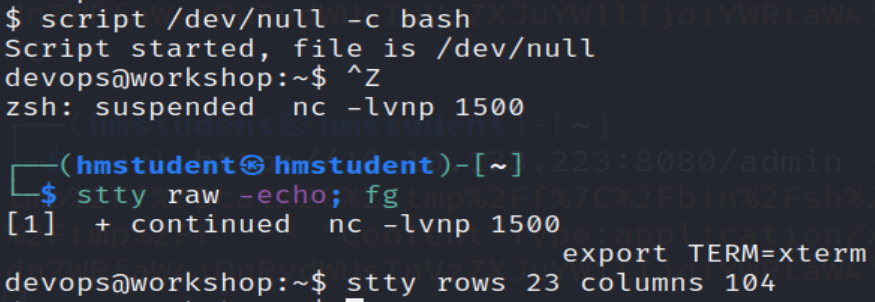 $ script /dev/null -c bash
Script started, file is /dev/null
devops@workshop:~$ ^Z
zsh: suspended  nc -lvnp 1500
┌──(hmstudent㉿hmstudent)-[~]
└─$ stty raw -echo; fg
[1]  + continued  nc -lvnp 1500
export TERM=xterm
devops@workshop:~$ stty rows 23 columns 104